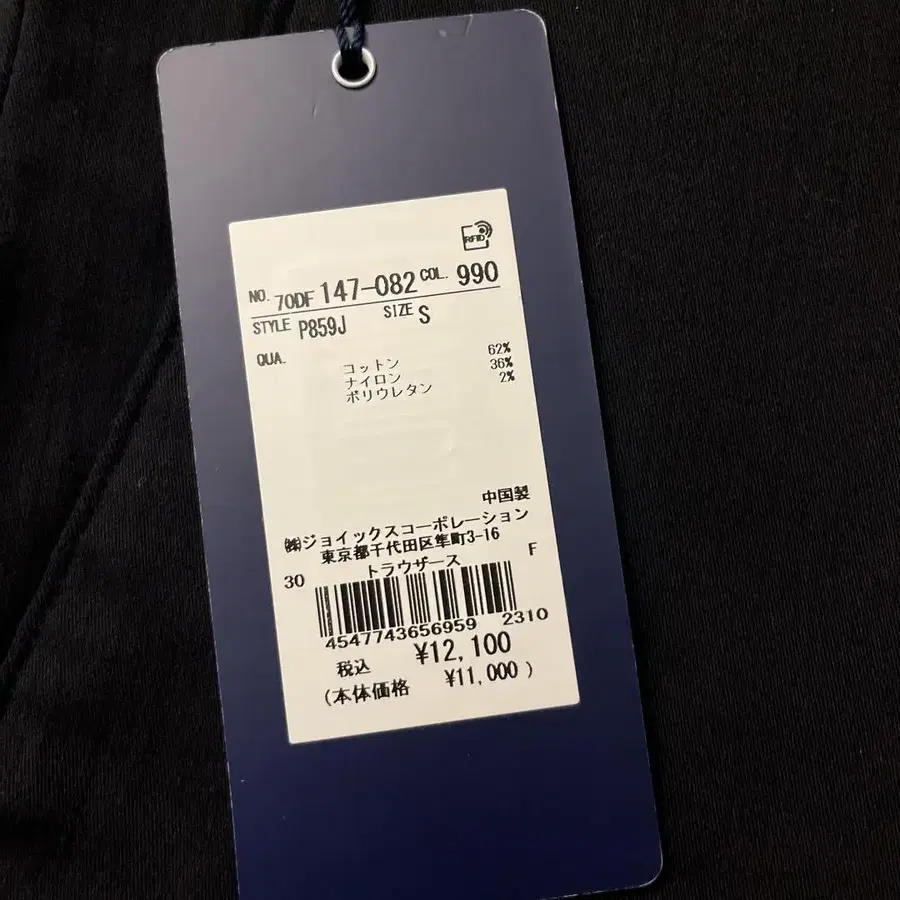 RFID
NO. 70DF 147-082 COL. 990
STYLE P859J SIZE S
QUA.
コットン 62%
ナイロン 36%
ポリウレタン 2%
中国製
㈱ジョイックスコーポレーション
東京都千代田区隼町3-16
30 トラウザース F
4547743656959 2310
税込 ¥12,100
(本体価格 ¥11,000 )